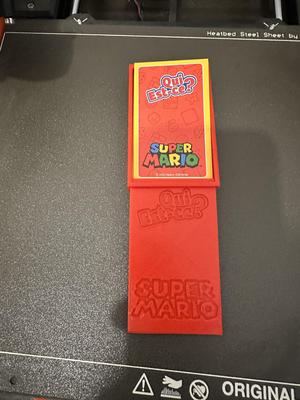 Heatbed Steel Sheet by
Qui
Est-ce?
SUPER
MARIO
Qui
Est-ce?
SUPER
MARIO
ORIGINAL